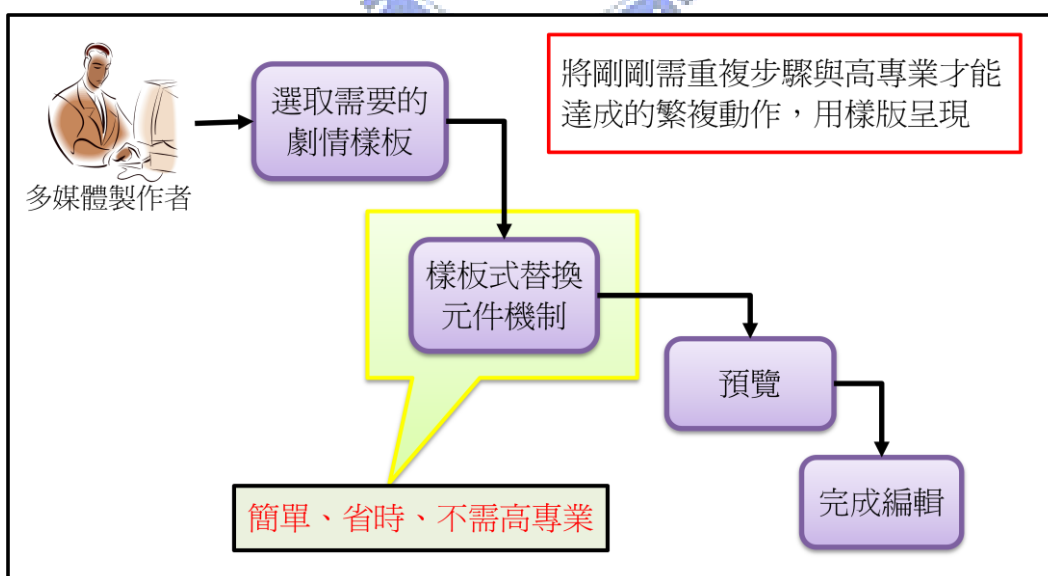 多媒體製作者
選取需要的
劇情樣板
將剛剛需重複步驟與高專業才能
達成的繁複動作，用樣版呈現
樣板式替換
元件機制
預覽
完成編輯
簡單、省時、不需高專業